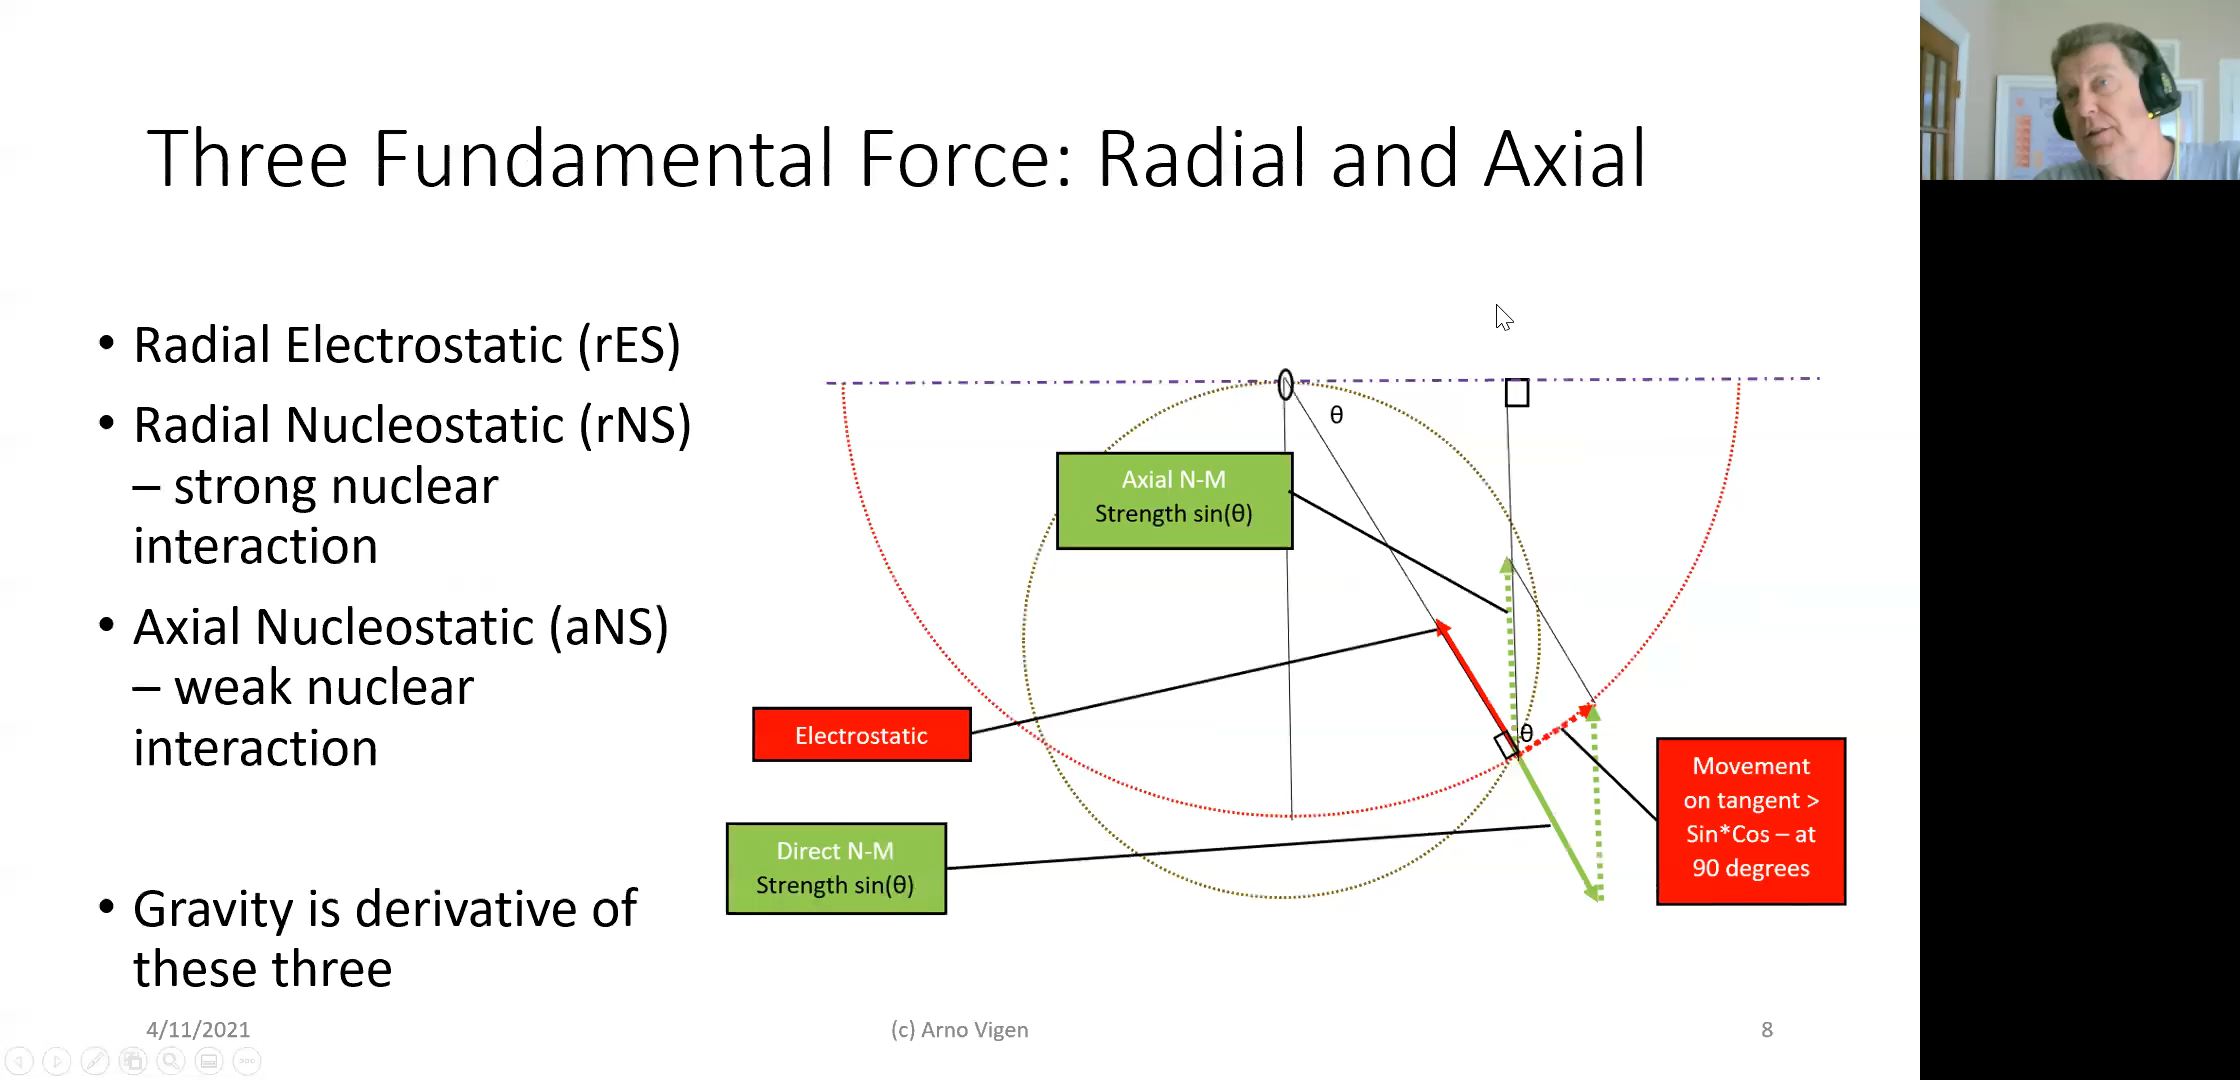 Three Fundamental Force: Radial and Axial
• Radial Electrostatic (rES)
• Radial Nucleostatic (rNS)
– strong nuclear
interaction
• Axial Nucleostatic (aNS)
– weak nuclear
interaction
• Gravity is derivative of
these three
θ
Axial N-M
Strength sin(θ)
Electrostatic
θ
Direct N-M
Strength sin(θ)
Movement
on tangent >
Sin*Cos – at
90 degrees
4/11/2021
(c) Arno Vigen
8